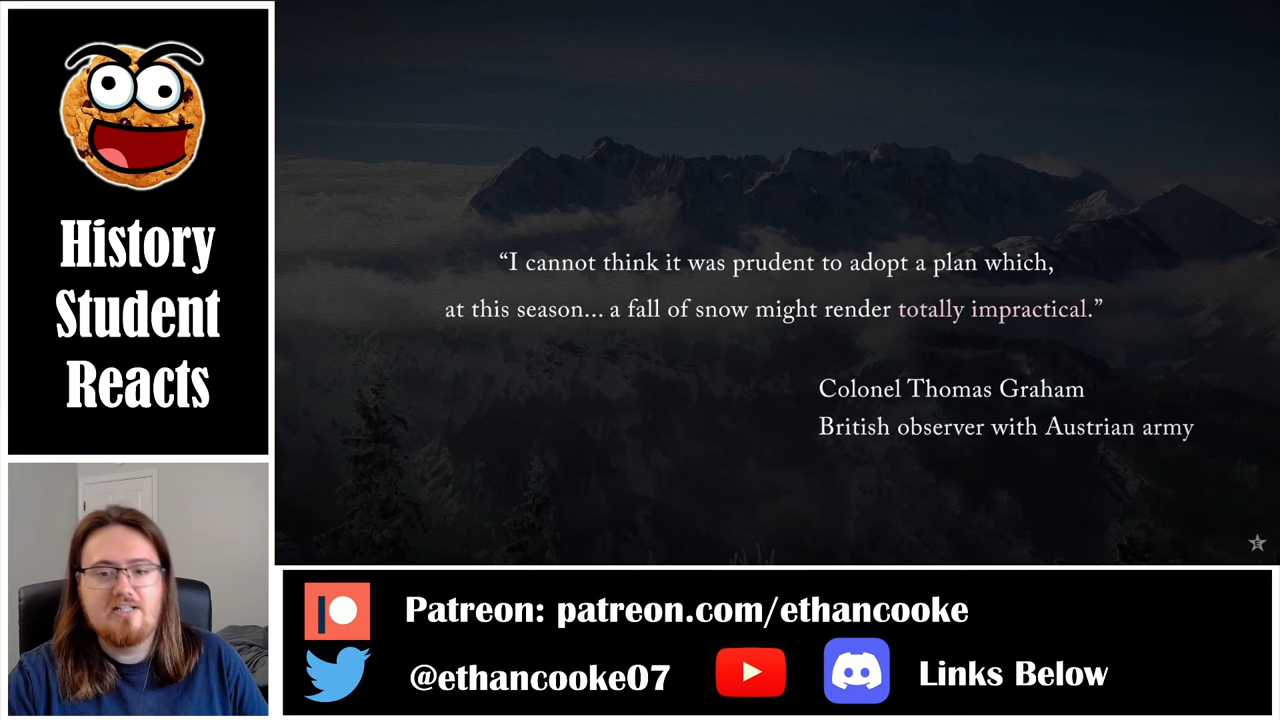 History
Student
Reacts
“I cannot think it was prudent to adopt a plan which,
at this season... a fall of snow might render totally impractical.”
Colonel Thomas Graham
British observer with Austrian army
E
Patreon: patreon.com/ethancooke
@ethancooke07
Links Below